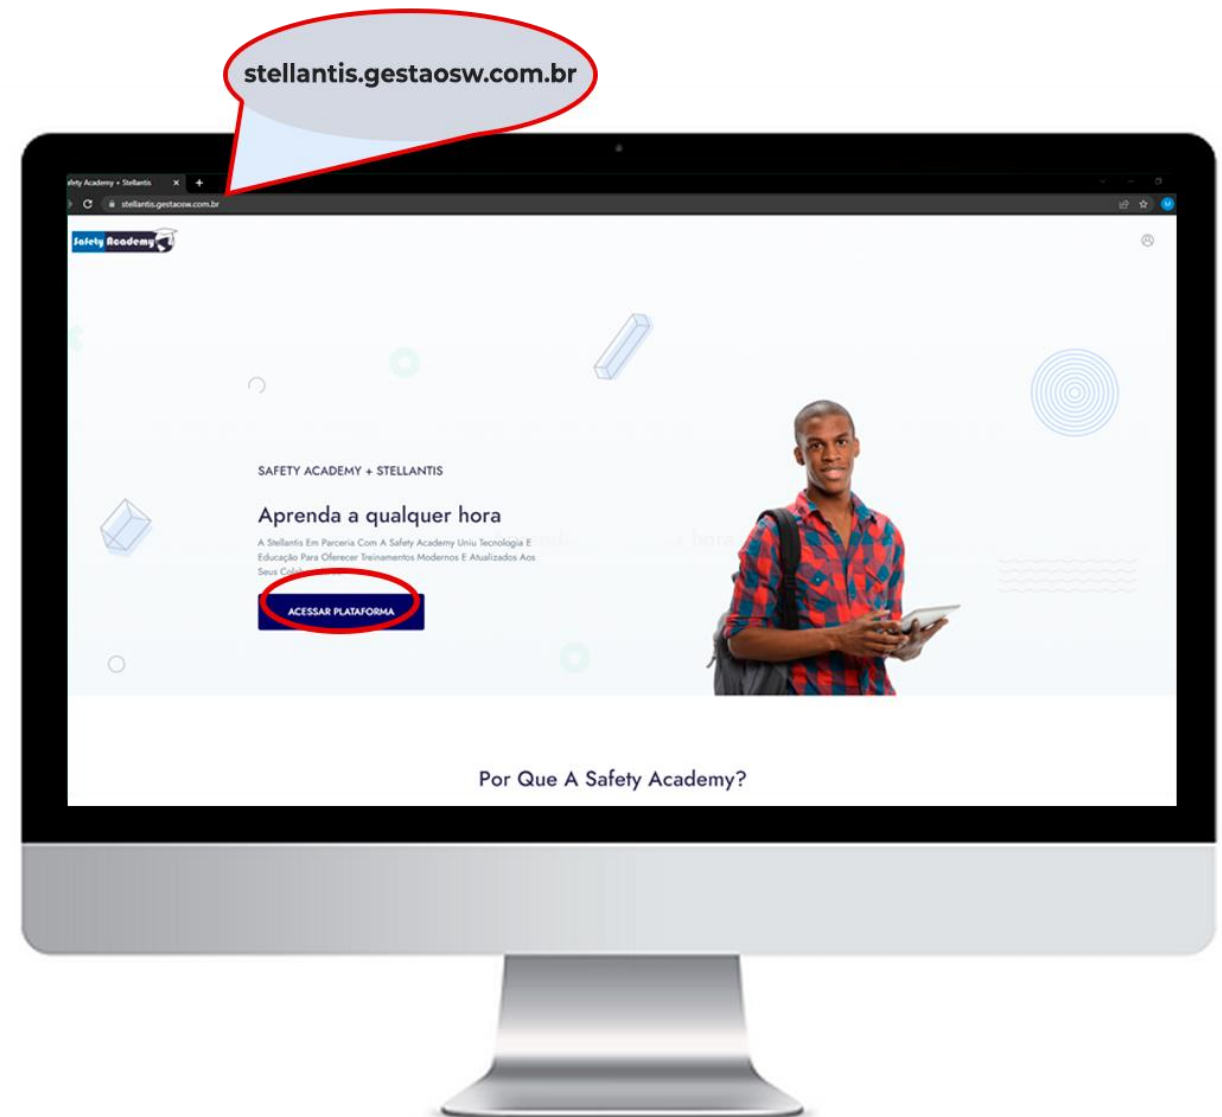 stellantis.gestaosw.com.br
afety Academy + Stellantis
stellantis.gestaosw.com.br
Safety Academy
SAFETY ACADEMY + STELLANTIS
Aprenda a qualquer hora
A Stellantis Em Parceria Com A Safety Academy Uniu Tecnologia E
Educação Para Oferecer Treinamentos Modernos E Atualizados Aos
Seus
ACESSAR PLATAFORMA
Por Que A Safety Academy?